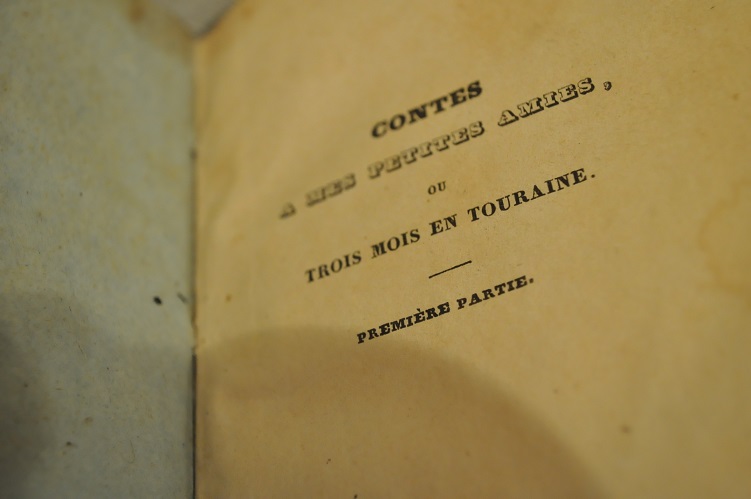 CONTES
A MES PETITES AMIES,
OU
TROIS MOIS EN TOURAINE.
PREMIÈRE PARTIE.